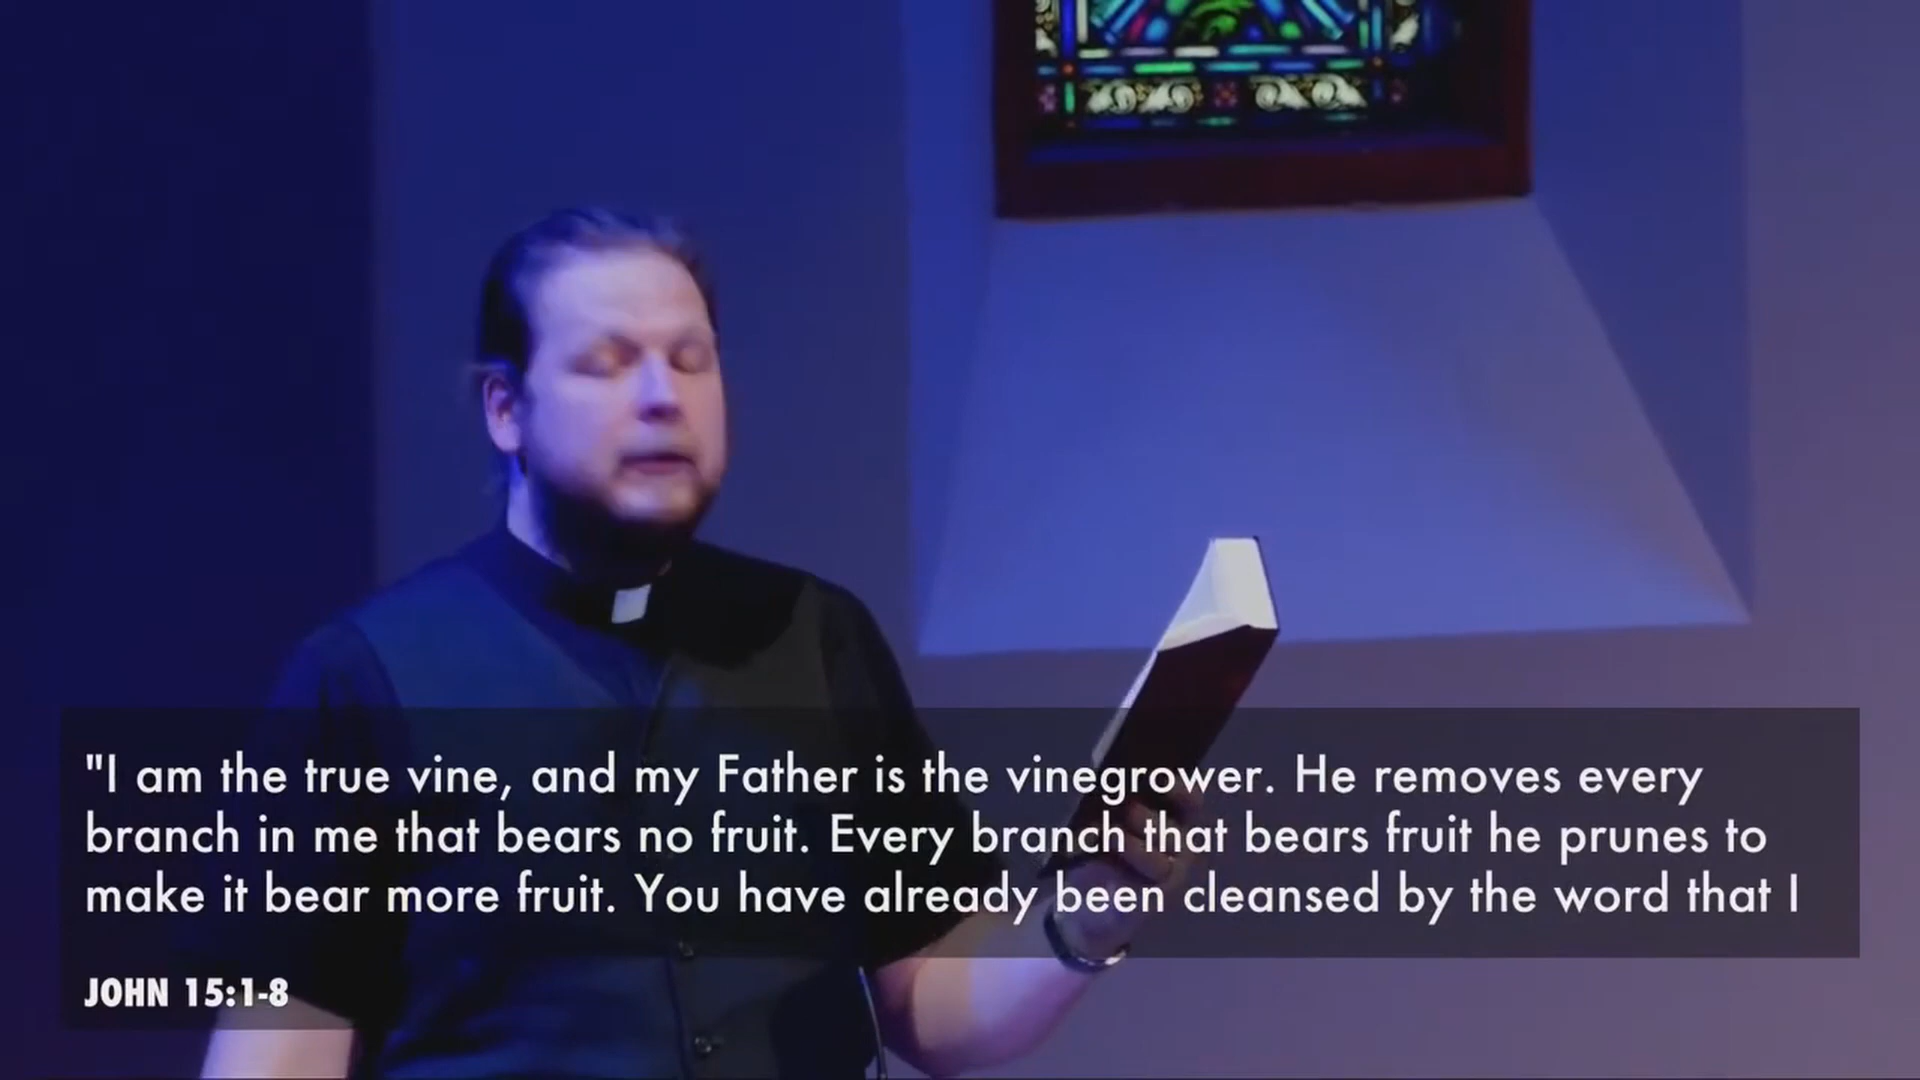 "I am the true vine, and my Father is the vinegrower. He removes every
branch in me that bears no fruit. Every branch that bears fruit he prunes to
make it bear more fruit. You have already been cleansed by the word that I
JOHN 15:1-8